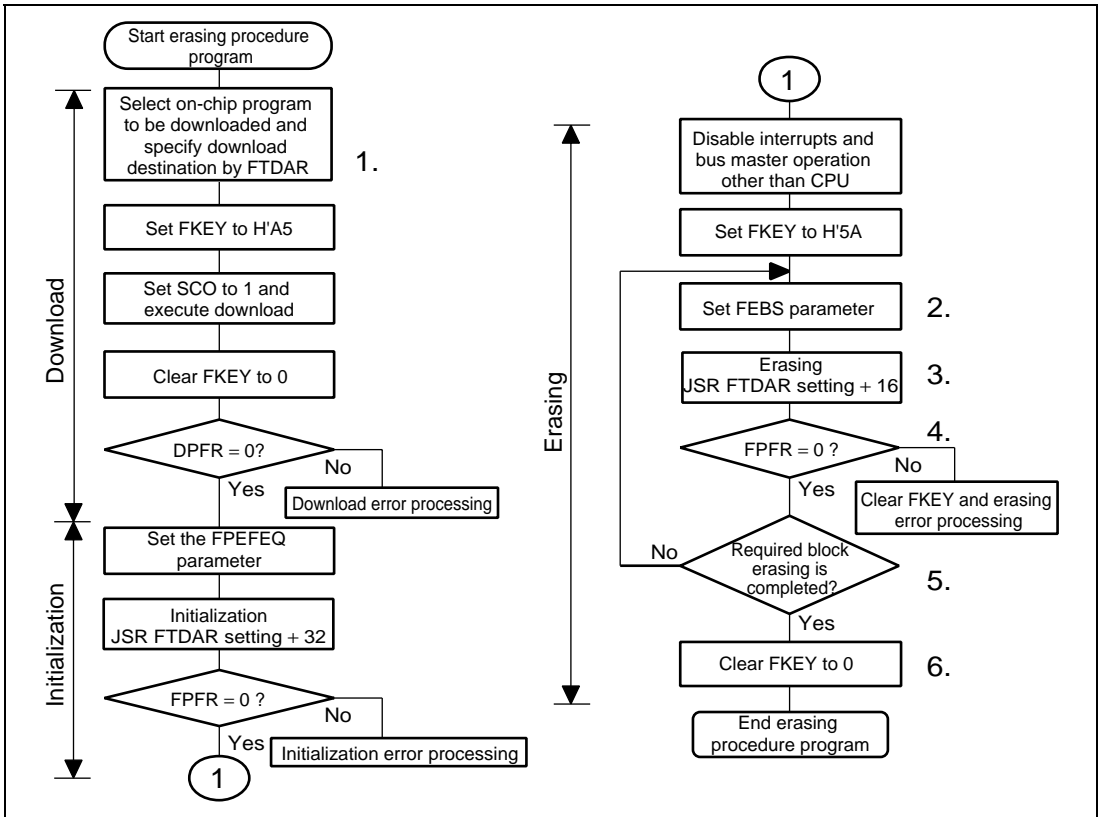 Start erasing procedure
program
Select on-chip program
to be downloaded and
specify download
destination by FTDAR
1.
Set FKEY to H'A5
Set SCO to 1 and
execute download
Clear FKEY to 0
DPFR = 0?
No
Yes
Download error processing
Download
Set the FPEFEQ
parameter
Initialization
JSR FTDAR setting + 32
FPFR = 0 ?
No
Yes
Initialization error processing
Initialization
1
1
Disable interrupts and
bus master operation
other than CPU
Set FKEY to H'5A
Set FEBS parameter
2.
Erasing
JSR FTDAR setting + 16
3.
4.
FPFR = 0 ?
No
Yes
Clear FKEY and erasing
error processing
Erasing
No
Required block
erasing is
completed?
5.
Yes
Clear FKEY to 0
6.
End erasing
procedure program